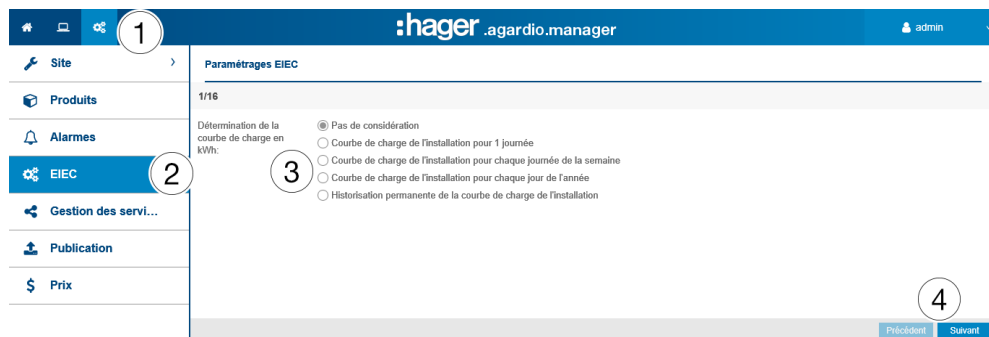 1
:hager .agardio.manager
admin
Site
Paramétrages EIEC
Produits
1/16
Alarmes
Détermination de la
courbe de charge en
kWh:
Pas de considération
Courbe de charge de l'installation pour 1 journée
Courbe de charge de l'installation pour chaque journée de la semaine
Courbe de charge de l'installation pour chaque jour de l'année
Historisation permanente de la courbe de charge de l'installation
3
EIEC
2
Gestion des servi...
Publication
Prix
4
Précédent Suivant